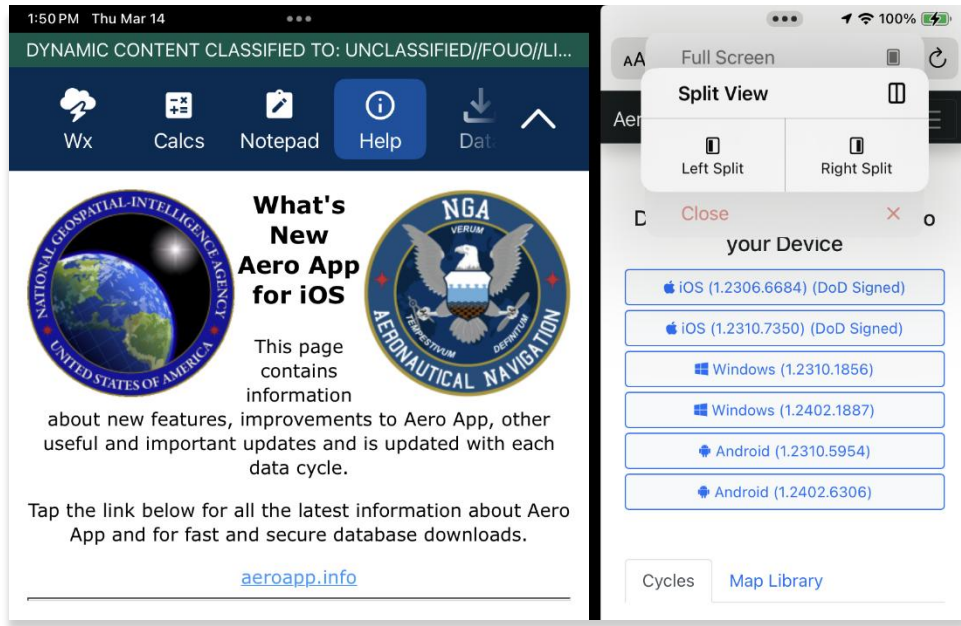 1:50 PM Thu Mar 14
100%
DYNAMIC CONTENT CLASSIFIED TO: UNCLASSIFIED//FOUO//LI...
Wx
Calcs
Notepad
Help
Dat
NATIONAL GEOSPATIAL-INTELLIGENCE AGENCY
UNITED STATES OF AMERICA
What's
New
Aero App
for iOS
NGA
VERUM
TEMPESTIVUM
DEFINITUM
AERONAUTICAL NAVIGATION
This page
contains
information
about new features, improvements to Aero App, other
useful and important updates and is updated with each
data cycle.
Tap the link below for all the latest information about Aero
App and for fast and secure database downloads.
aeroapp.info
AA
Full Screen
Split View
Aer
Left Split
Right Split
D
Close
o
your Device
iOS (1.2306.6684) (DoD Signed)
iOS (1.2310.7350) (DoD Signed)
Windows (1.2310.1856)
Windows (1.2402.1887)
Android (1.2310.5954)
Android (1.2402.6306)
Cycles
Map Library